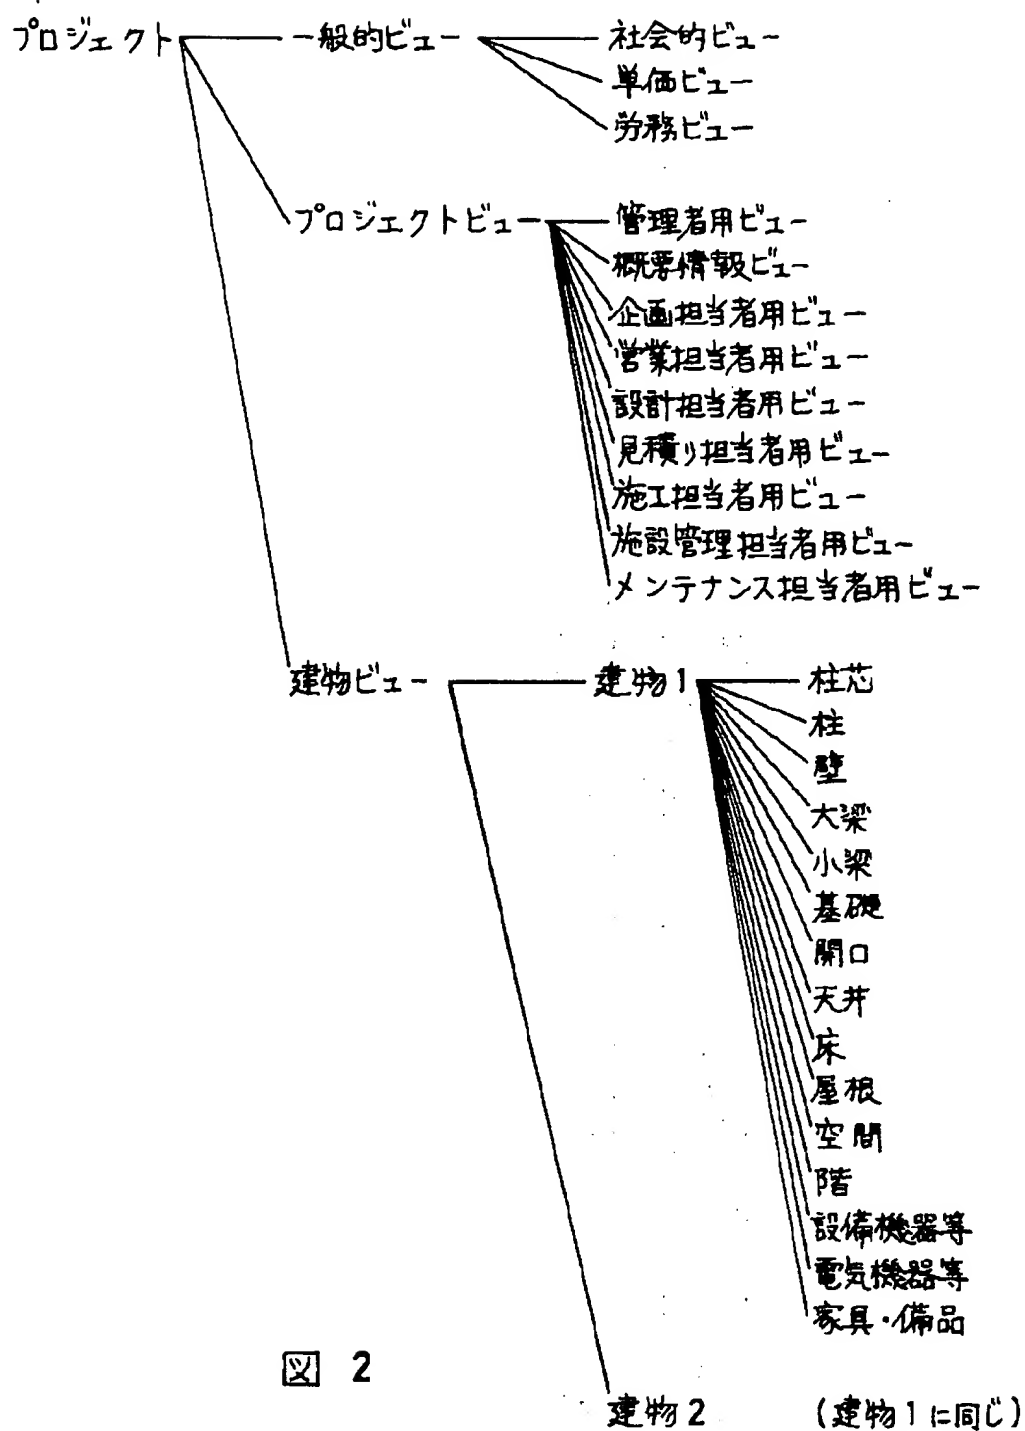 プロジェクト 一般的ビュー 社会的ビュー
単価ビュー
労務ビュー
プロジェクトビュー 管理者用ビュー
概要情報ビュー
企画担当者用ビュー
営業担当者用ビュー
設計担当者用ビュー
見積り担当者用ビュー
施工担当者用ビュー
施設管理担当者用ビュー
メンテナンス担当者用ビュー
建物ビュー 建物1 柱芯
柱
壁
大梁
小梁
基礎
開口
天井
床
屋根
空間
階
設備機器等
電気機器等
家具・備品
図 2
建物2 (建物1に同じ)